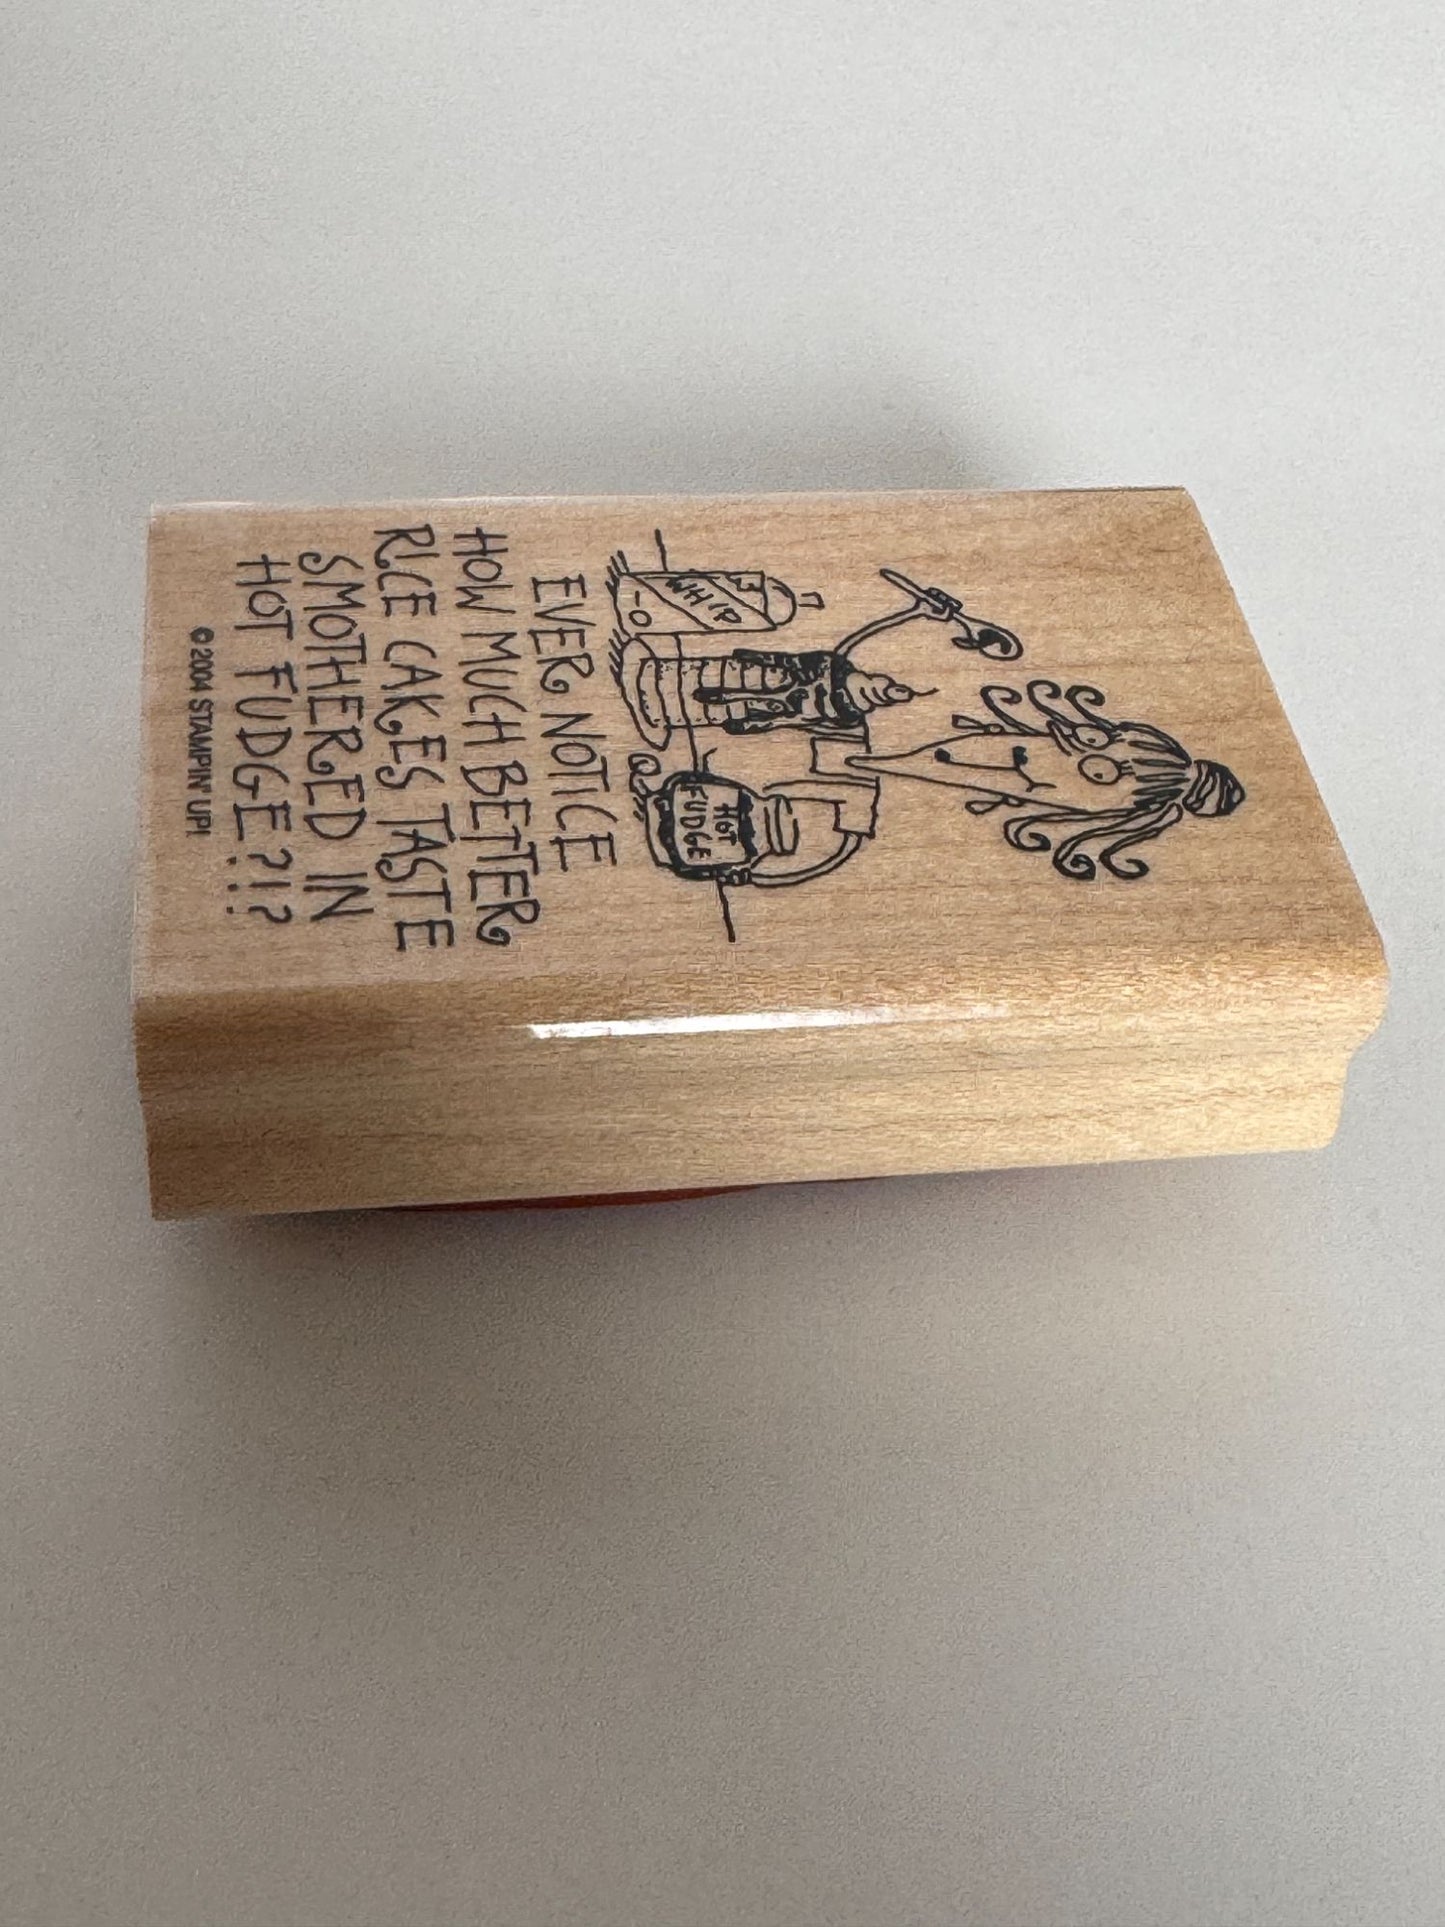 WHIP
-O
HOT
FUDGE
EVER NOTICE
HOW MUCH BETTER
RICE CAKES TASTE
SMOTHERED IN
HOT FUDGE?!?
© 2004 STAMPIN' UP!